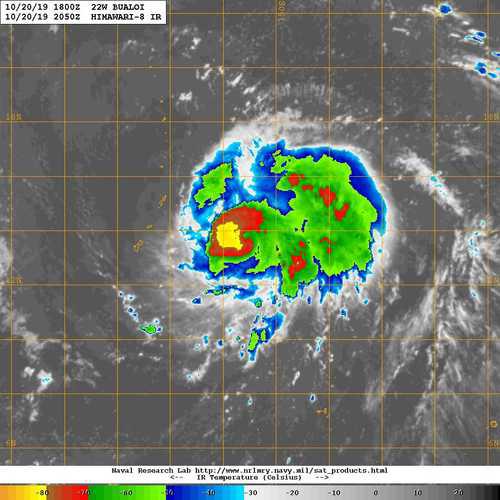 10/20/19 1800Z 22W BUALOI
10/20/19 2050Z HIMAWARI-8 IR
Naval Research Lab http://www.nrlmry.navy.mil/sat_products.html
<-- IR Temperature (Celsius) -->
-80 -70 -60 -50 -40 -30 -20 -10 0 10 20